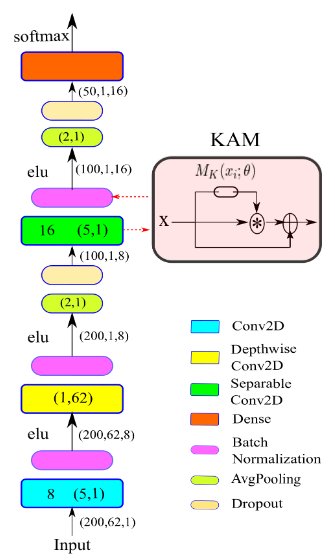 softmax
(50,1,16)
(2,1)
elu
(100,1,16)
16 (5,1)
(100,1,8)
(2,1)
elu
(200,1,8)
(1,62)
elu
(200,62,8)
8 (5,1)
(200,62,1)
Input
KAM
M_K(x_i;θ)
x
*
Conv2D
Depthwise
Conv2D
Separable
Conv2D
Dense
Batch
Normalization
AvgPooling
Dropout